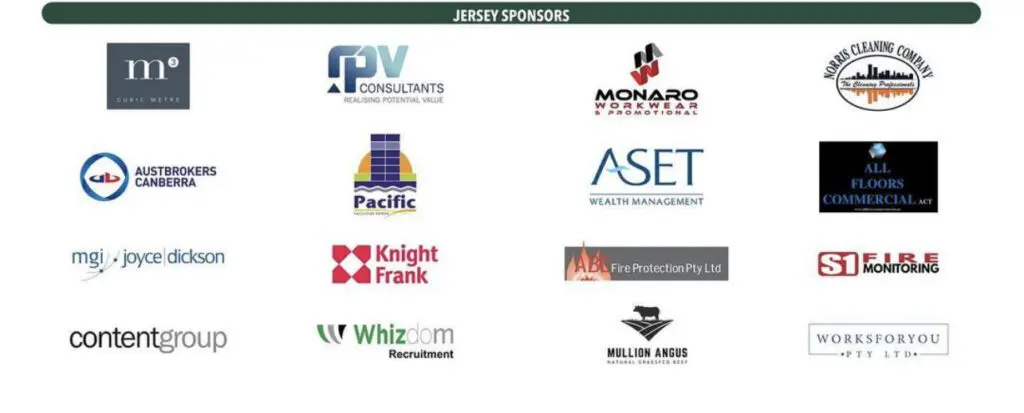 JERSEY SPONSORS
m³
CUBIC METRE
rpv
CONSULTANTS
REALISING POTENTIAL VALUE
MONARO
WORKWEAR
& PROMOTIONAL
NORRIS CLEANING COMPANY
The Cleaning Professionals
AUSTBROKERS
CANBERRA
Pacific
ASET
WEALTH MANAGEMENT
ALL
FLOORS
COMMERCIAL ACT
mgi joyce|dickson
Knight
Frank
ABL Fire Protection Pty Ltd
S1 FIRE
MONITORING
contentgroup
Whizdom
Recruitment
MULLION ANGUS
NATURAL GRASSFED BEEF
WORKSFORYOU
PTY LTD